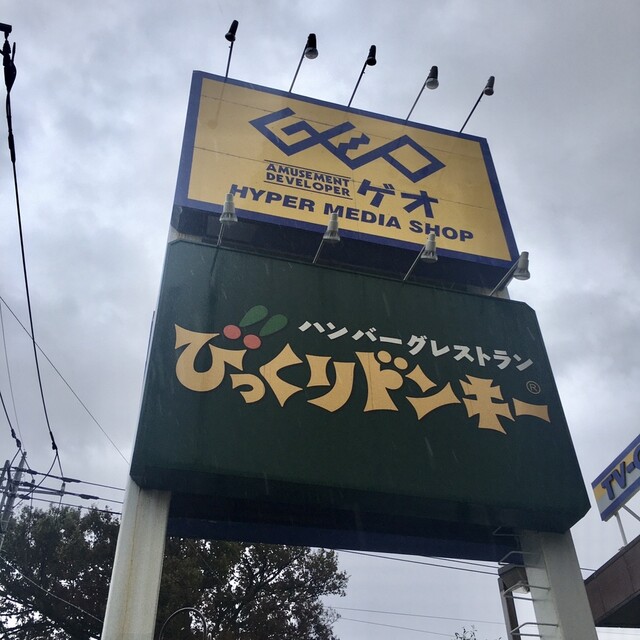 GEO
AMUSEMENT
DEVELOPER
ゲオ
HYPER MEDIA SHOP
ハンバーグレストラン
びっくりドンキー®